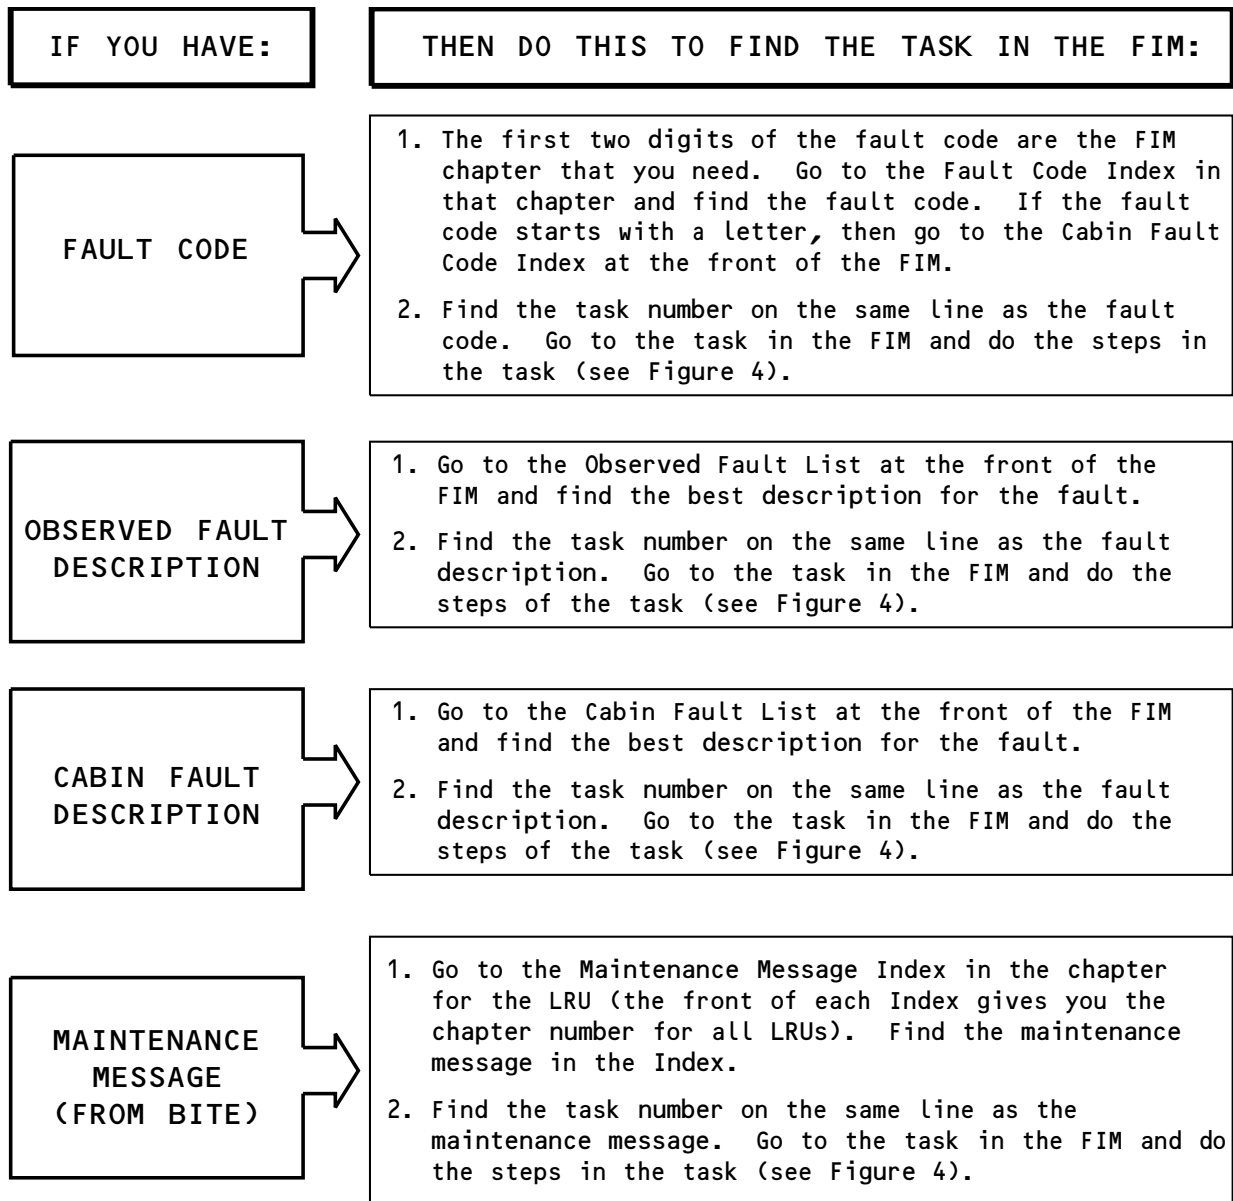 IF YOU HAVE:
THEN DO THIS TO FIND THE TASK IN THE FIM:
FAULT CODE
1. The first two digits of the fault code are the FIM
chapter that you need.  Go to the Fault Code Index in
that chapter and find the fault code.  If the fault
code starts with a letter, then go to the Cabin Fault
Code Index at the front of the FIM.
2. Find the task number on the same line as the fault
code.  Go to the task in the FIM and do the steps in
the task (see Figure 4).
OBSERVED FAULT
DESCRIPTION
1. Go to the Observed Fault List at the front of the
FIM and find the best description for the fault.
2. Find the task number on the same line as the fault
description.  Go to the task in the FIM and do the
steps of the task (see Figure 4).
CABIN FAULT
DESCRIPTION
1. Go to the Cabin Fault List at the front of the FIM
and find the best description for the fault.
2. Find the task number on the same line as the fault
description.  Go to the task in the FIM and do the
steps of the task (see Figure 4).
MAINTENANCE
MESSAGE
(FROM BITE)
1. Go to the Maintenance Message Index in the chapter
for the LRU (the front of each Index gives you the
chapter number for all LRUs).  Find the maintenance
message in the Index.
2. Find the task number on the same line as the
maintenance message.  Go to the task in the FIM and do
the steps in the task (see Figure 4).